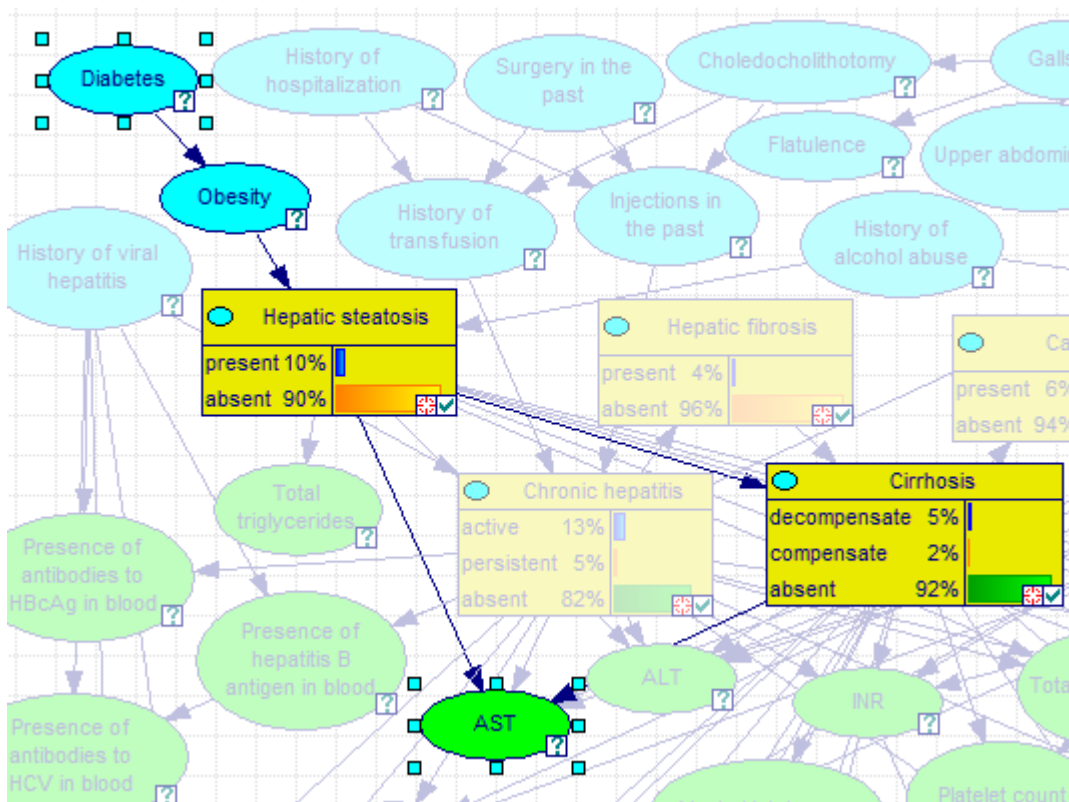 Diabetes
?
History of
hospitalization
?
Surgery in the
past
?
Choledocholithotomy
?
Galls
Flatulence
?
Upper abdomin
Obesity
?
History of
transfusion
?
Injections in
the past
?
History of
alcohol abuse
?
History of viral
hepatitis
?
Hepatic steatosis
present 10%
absent 90%
Hepatic fibrosis
present 4%
absent 96%
Ca
present 6%
absent 94%
Total
triglycerides
?
Chronic hepatitis
active 13%
persistent 5%
absent 82%
Cirrhosis
decompensate 5%
compensate 2%
absent 92%
Presence of
antibodies to
HBcAg in blood
?
Presence of
hepatitis B
antigen in blood
?
ALT
?
INR
?
Tota
AST
?
Presence of
antibodies to
HCV in blood
Platelet count